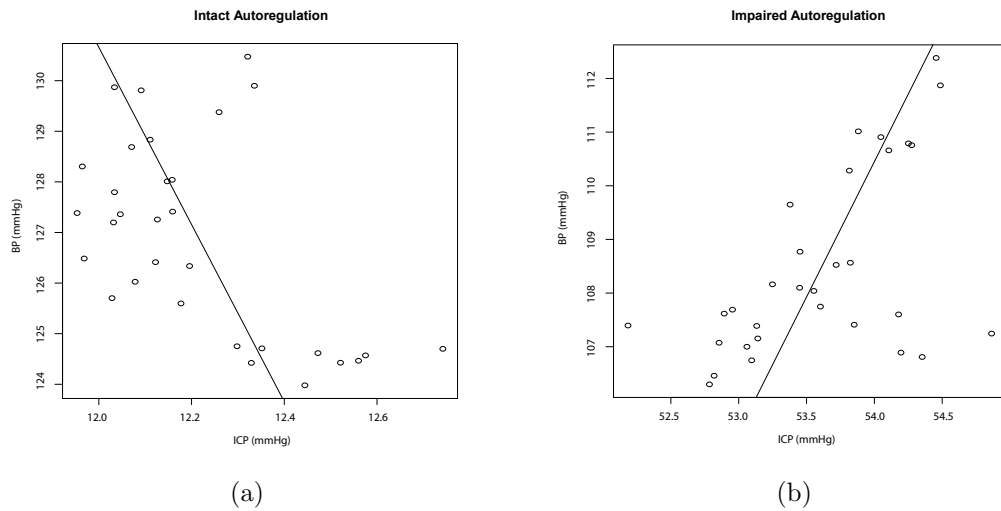 Intact Autoregulation
BP (mmHg)
130
129
128
127
126
125
124
12.0 12.2 12.4 12.6
ICP (mmHg)
(a)
Impaired Autoregulation
BP (mmHg)
112
111
110
109
108
107
52.5 53.0 53.5 54.0 54.5
ICP (mmHg)
(b)